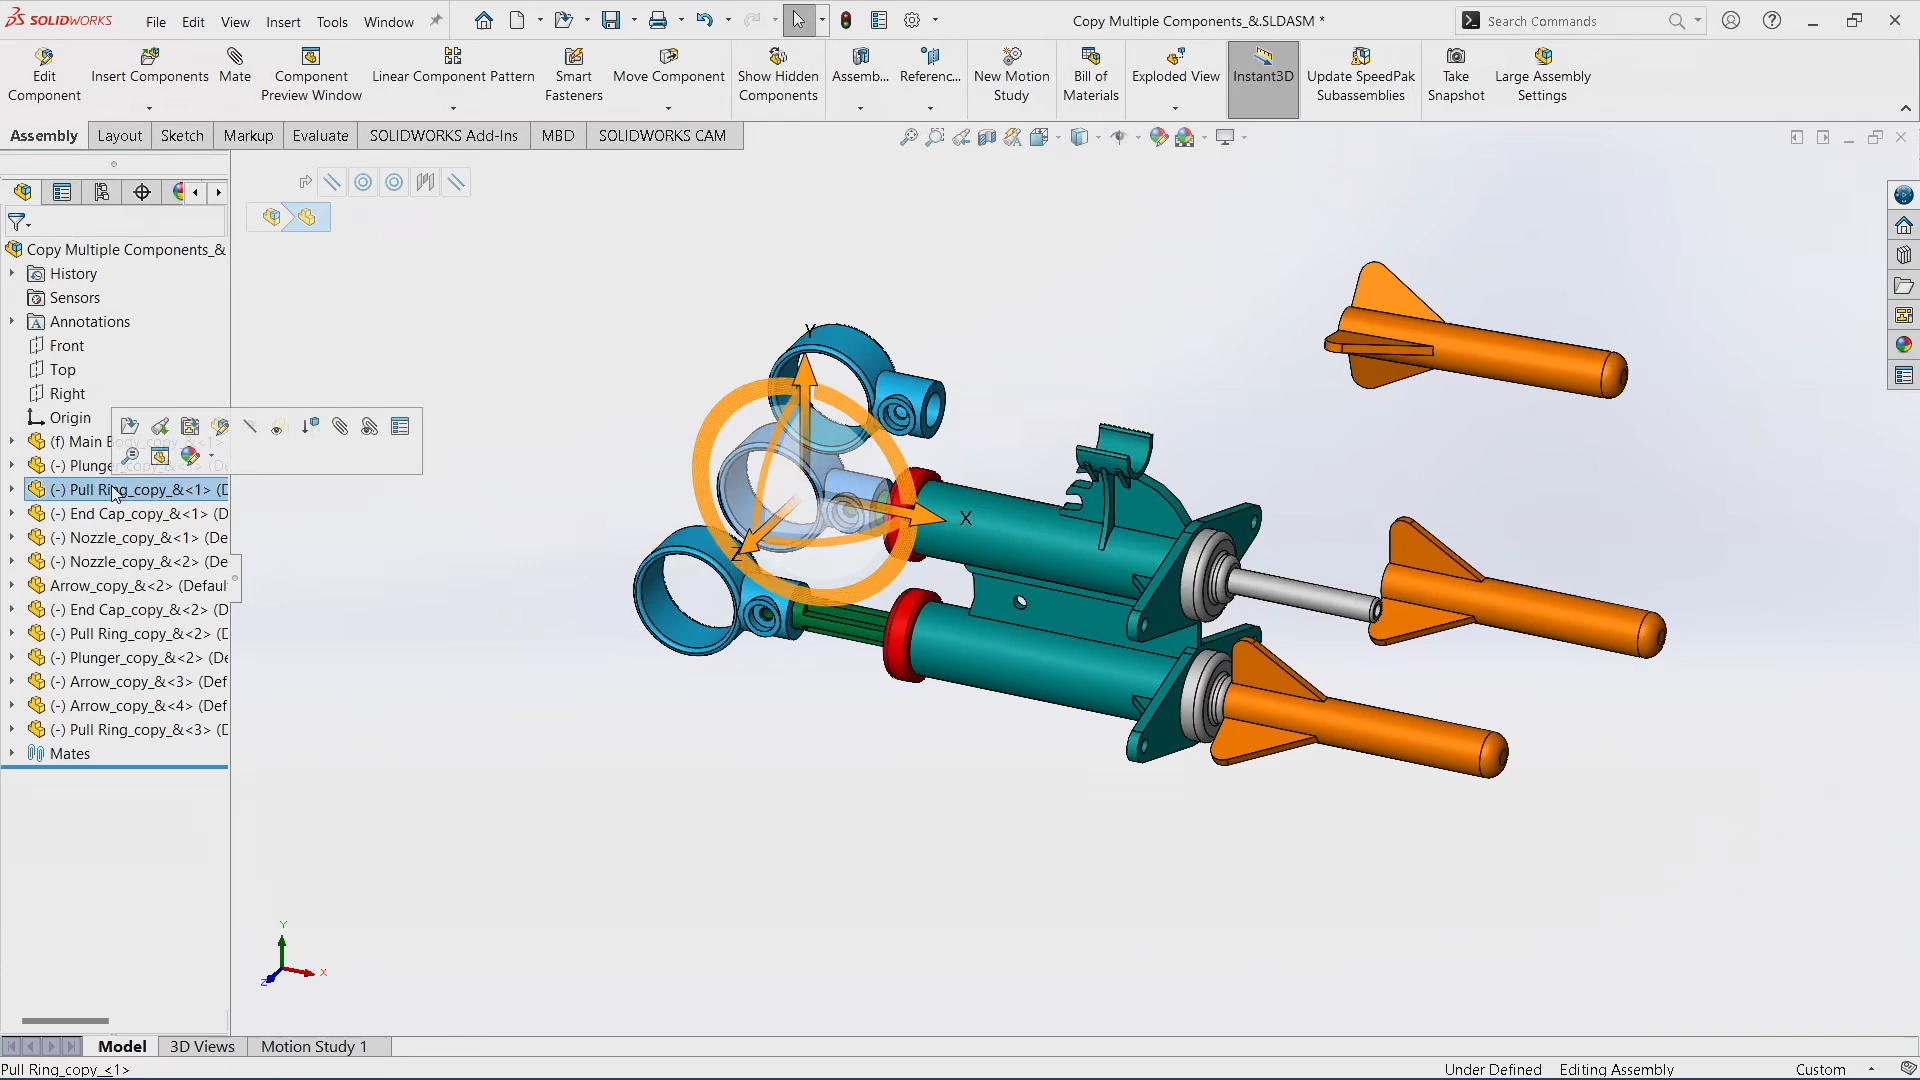 SOLIDWORKS File Edit View Insert Tools Window Copy Multiple Components_&.SLDASM * Search Commands
Edit Component
Insert Components
Mate
Component Preview Window
Linear Component Pattern
Smart Fasteners
Move Component
Show Hidden Components
Assemb...
Referenc...
New Motion Study
Bill of Materials
Exploded View
Instant3D
Update SpeedPak Subassemblies
Take Snapshot
Large Assembly Settings
Assembly Layout Sketch Markup Evaluate SOLIDWORKS Add-Ins MBD SOLIDWORKS CAM
Copy Multiple Components_&
History
Sensors
Annotations
Front
Top
Right
Origin
(f) Main Body_copy_&<1>
(-) Plunger_copy_&<1> (De
(-) Pull Ring_copy_&<1> (D
(-) End Cap_copy_&<1> (D
(-) Nozzle_copy_&<1> (De
(-) Nozzle_copy_&<2> (De
Arrow_copy_&<2> (Defaul
(-) End Cap_copy_&<2> (D
(-) Pull Ring_copy_&<2> (D
(-) Plunger_copy_&<2> (De
(-) Arrow_copy_&<3> (Def
(-) Arrow_copy_&<4> (Def
(-) Pull Ring_copy_&<3> (D
Mates
Y
X
Z
Y
X
Z
Model 3D Views Motion Study 1
Pull Ring_copy_<1> Under Defined Editing Assembly Custom